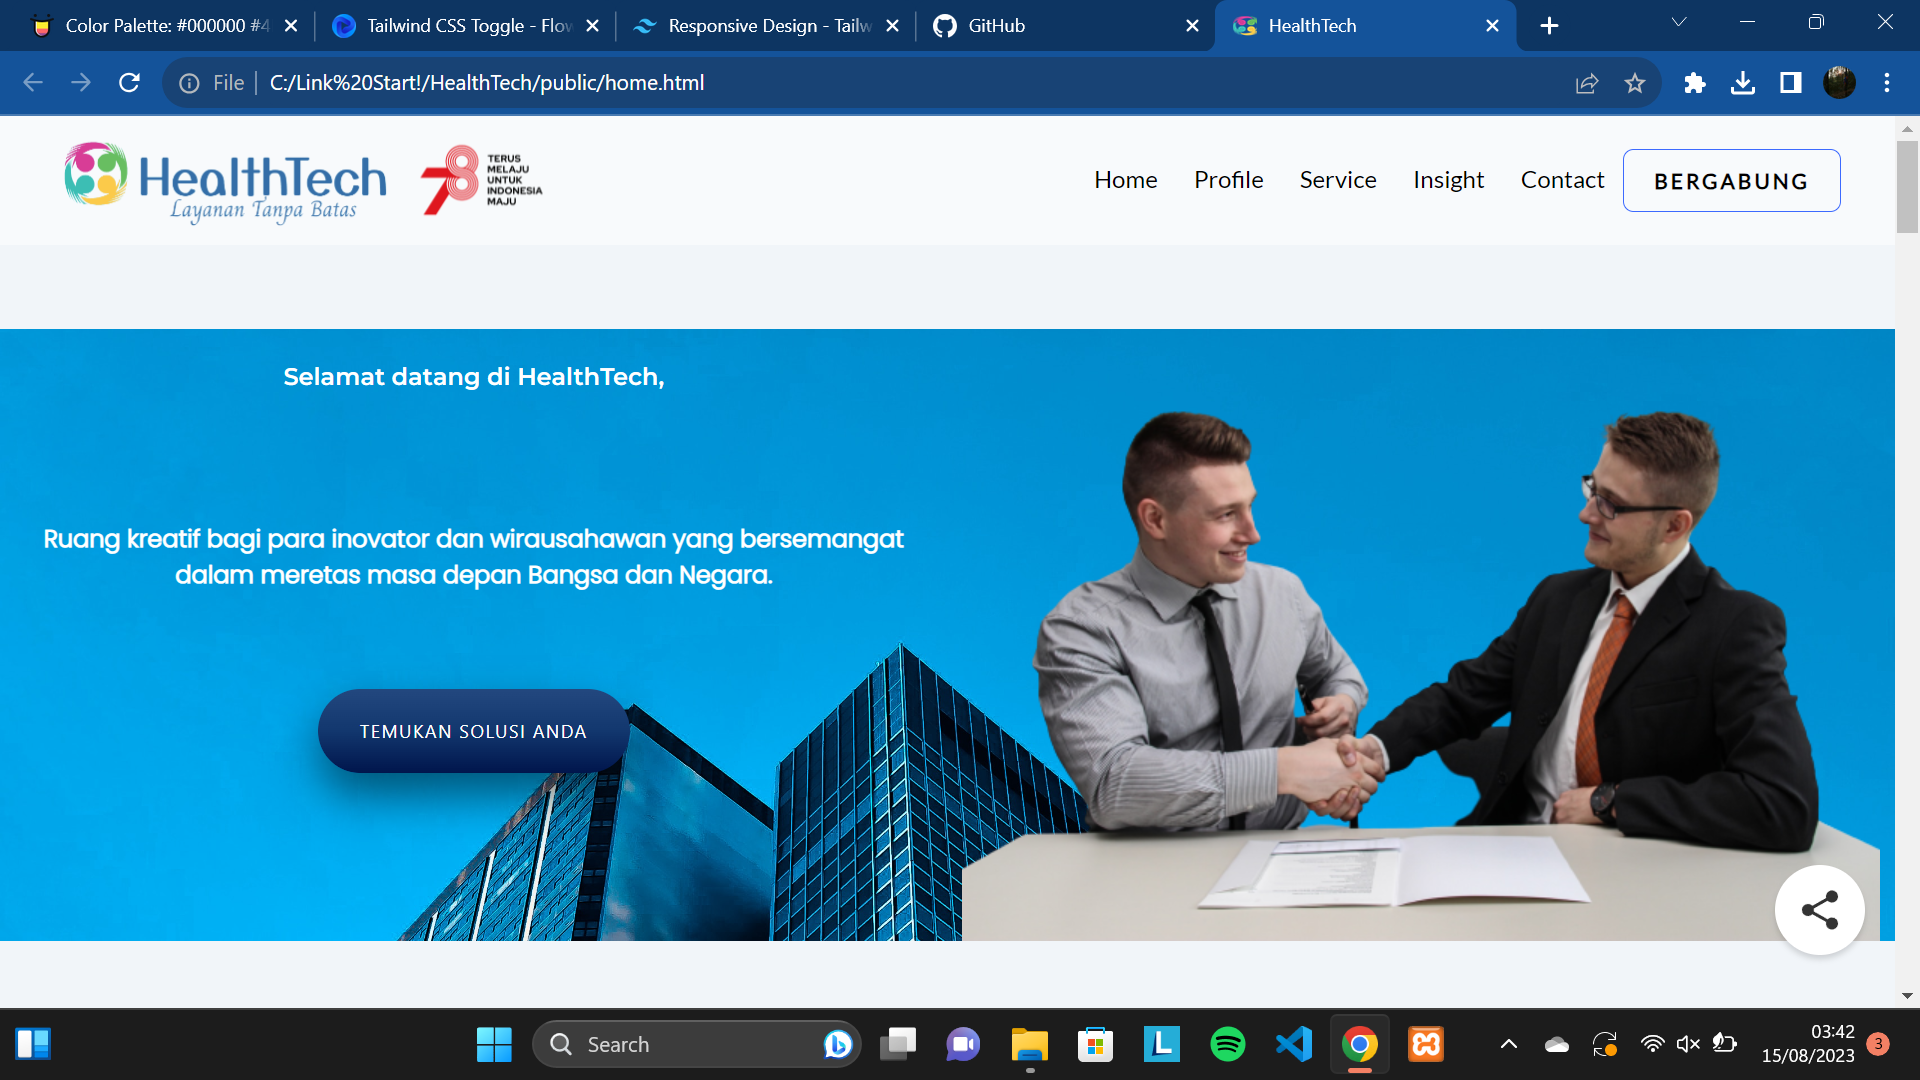 Color Palette: #000000 #4
Tailwind CSS Toggle - Flow
Responsive Design - Tailw
GitHub
HealthTech
File
C:/Link%20Start!/HealthTech/public/home.html
HealthTech
Layanan Tanpa Batas
78
TERUS
MELAJU
UNTUK
INDONESIA
MAJU
Home
Profile
Service
Insight
Contact
BERGABUNG
Selamat datang di HealthTech,
Ruang kreatif bagi para inovator dan wirausahawan yang bersemangat
dalam meretas masa depan Bangsa dan Negara.
TEMUKAN SOLUSI ANDA
Search
L
03:42
15/08/2023
3